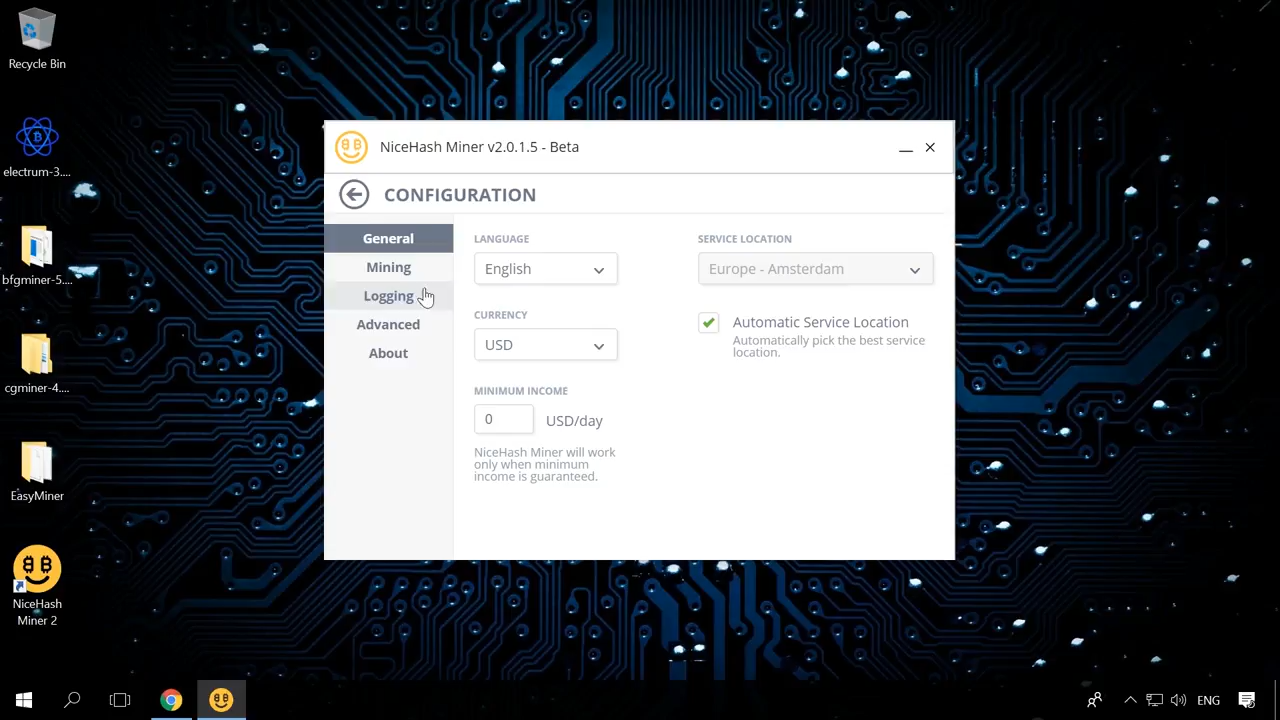 Recycle Bin
electrum-3....
bfgminer-5....
cgminer-4....
EasyMiner
NiceHash
Miner 2
NiceHash Miner v2.0.1.5 - Beta
CONFIGURATION
General
Mining
Logging
Advanced
About
LANGUAGE
English
CURRENCY
USD
MINIMUM INCOME
0 USD/day
NiceHash Miner will work
only when minimum
income is guaranteed.
SERVICE LOCATION
Europe - Amsterdam
Automatic Service Location
Automatically pick the best service
location.
ENG